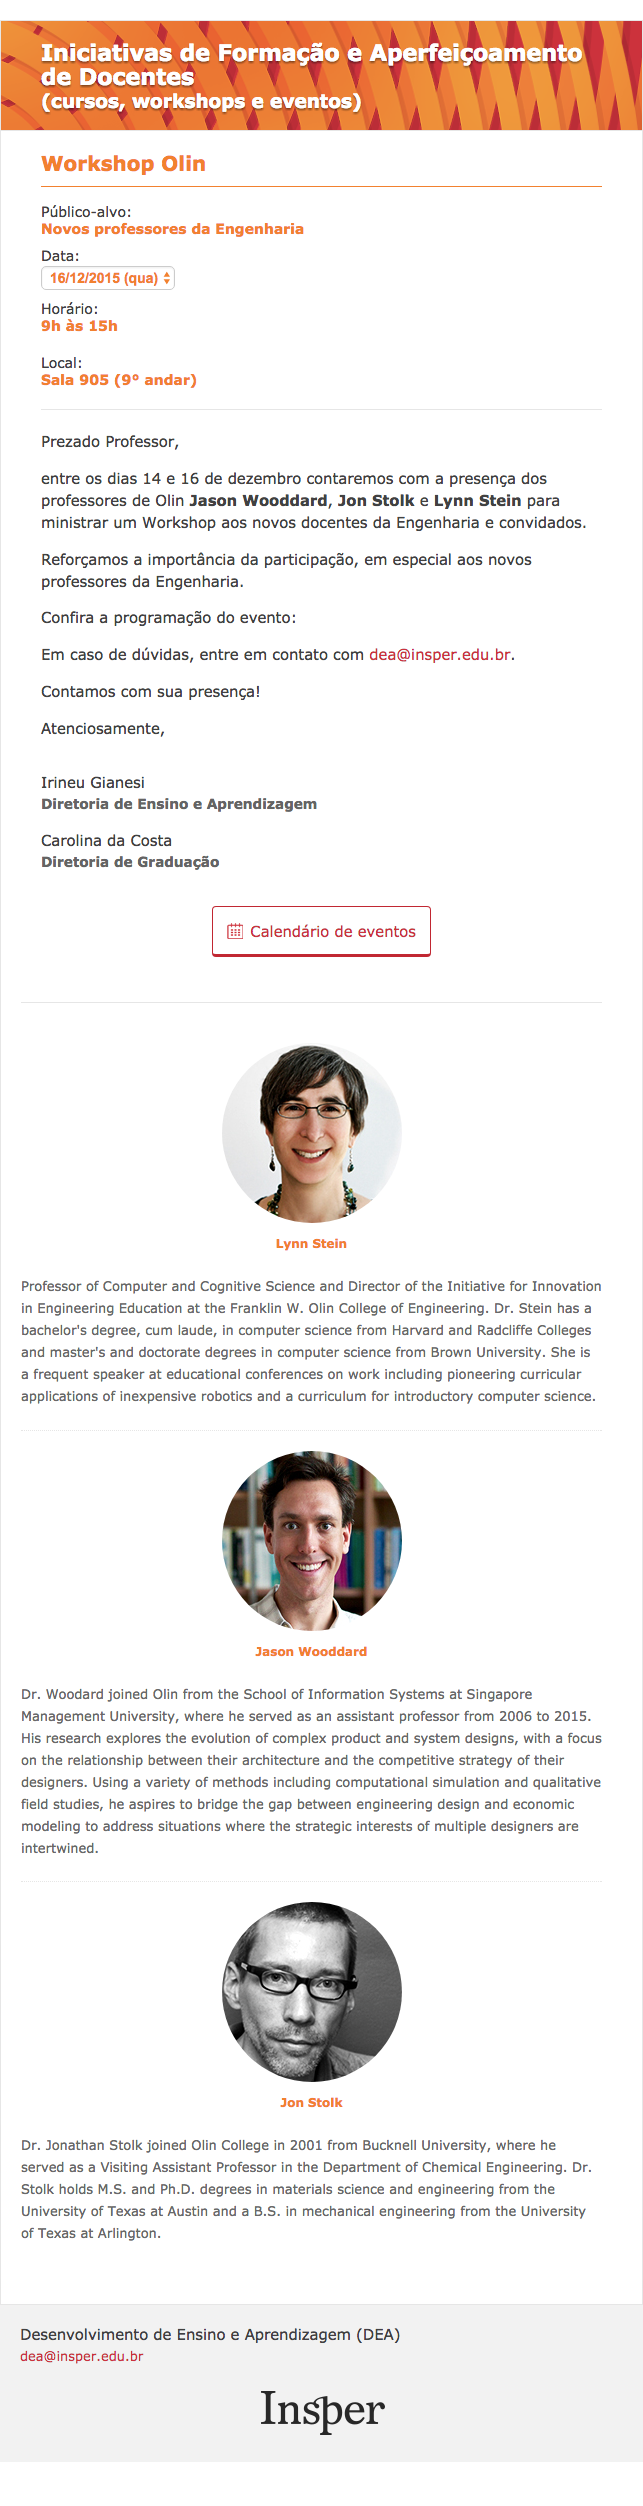 Iniciativas de Formação e Aperfeiçoamento
de Docentes
(cursos, workshops e eventos)
Workshop Olin
Público-alvo:
Novos professores da Engenharia
Data:
16/12/2015 (qua)
Horário:
9h às 15h
Local:
Sala 905 (9º andar)
Prezado Professor,
entre os dias 14 e 16 de dezembro contaremos com a presença dos
professores de Olin Jason Wooddard, Jon Stolk e Lynn Stein para
ministrar um Workshop aos novos docentes da Engenharia e convidados.
Reforçamos a importância da participação, em especial aos novos
professores da Engenharia.
Confira a programação do evento:
Em caso de dúvidas, entre em contato com dea@insper.edu.br.
Contamos com sua presença!
Atenciosamente,
Irineu Gianesi
Diretoria de Ensino e Aprendizagem
Carolina da Costa
Diretoria de Graduação
Calendário de eventos
Lynn Stein
Professor of Computer and Cognitive Science and Director of the Initiative for Innovation
in Engineering Education at the Franklin W. Olin College of Engineering. Dr. Stein has a
bachelor's degree, cum laude, in computer science from Harvard and Radcliffe Colleges
and master's and doctorate degrees in computer science from Brown University. She is
a frequent speaker at educational conferences on work including pioneering curricular
applications of inexpensive robotics and a curriculum for introductory computer science.
Jason Wooddard
Dr. Woodard joined Olin from the School of Information Systems at Singapore
Management University, where he served as an assistant professor from 2006 to 2015.
His research explores the evolution of complex product and system designs, with a focus
on the relationship between their architecture and the competitive strategy of their
designers. Using a variety of methods including computational simulation and qualitative
field studies, he aspires to bridge the gap between engineering design and economic
modeling to address situations where the strategic interests of multiple designers are
intertwined.
Jon Stolk
Dr. Jonathan Stolk joined Olin College in 2001 from Bucknell University, where he
served as a Visiting Assistant Professor in the Department of Chemical Engineering. Dr.
Stolk holds M.S. and Ph.D. degrees in materials science and engineering from the
University of Texas at Austin and a B.S. in mechanical engineering from the University
of Texas at Arlington.
Desenvolvimento de Ensino e Aprendizagem (DEA)
dea@insper.edu.br
Insper